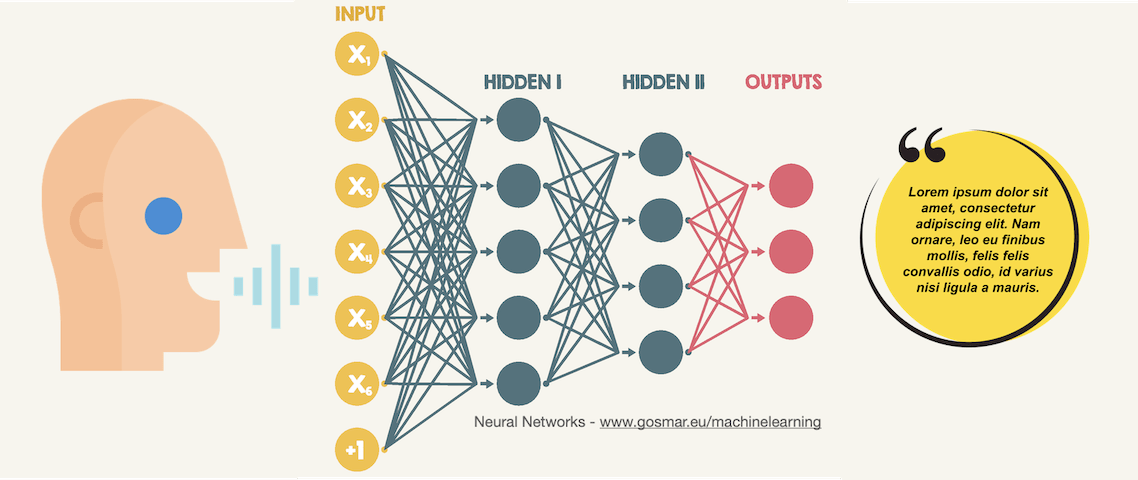 INPUT
X1
X2
X3
X4
X5
X6
+1
HIDDEN I
HIDDEN II
OUTPUTS
Neural Networks - www.gosmar.eu/machinelearning
“
Lorem ipsum dolor sit
amet, consectetur
adipiscing elit. Nam
ornare, leo eu finibus
mollis, felis felis
convallis odio, id varius
nisi ligula a mauris.